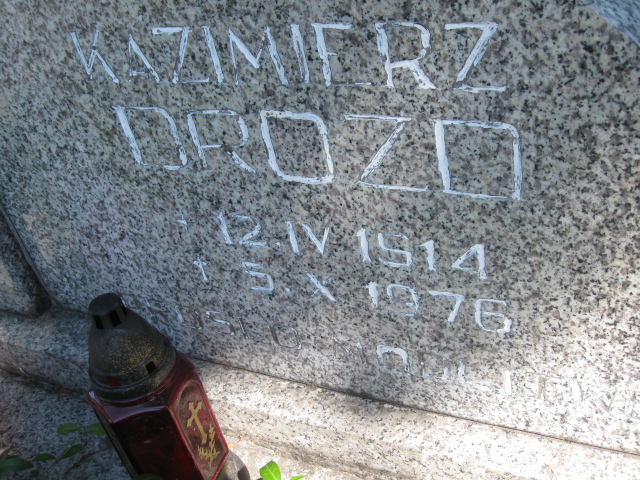 KAZIMIERZ
DROZD
* 12.IV 1914
† 5.X 1976